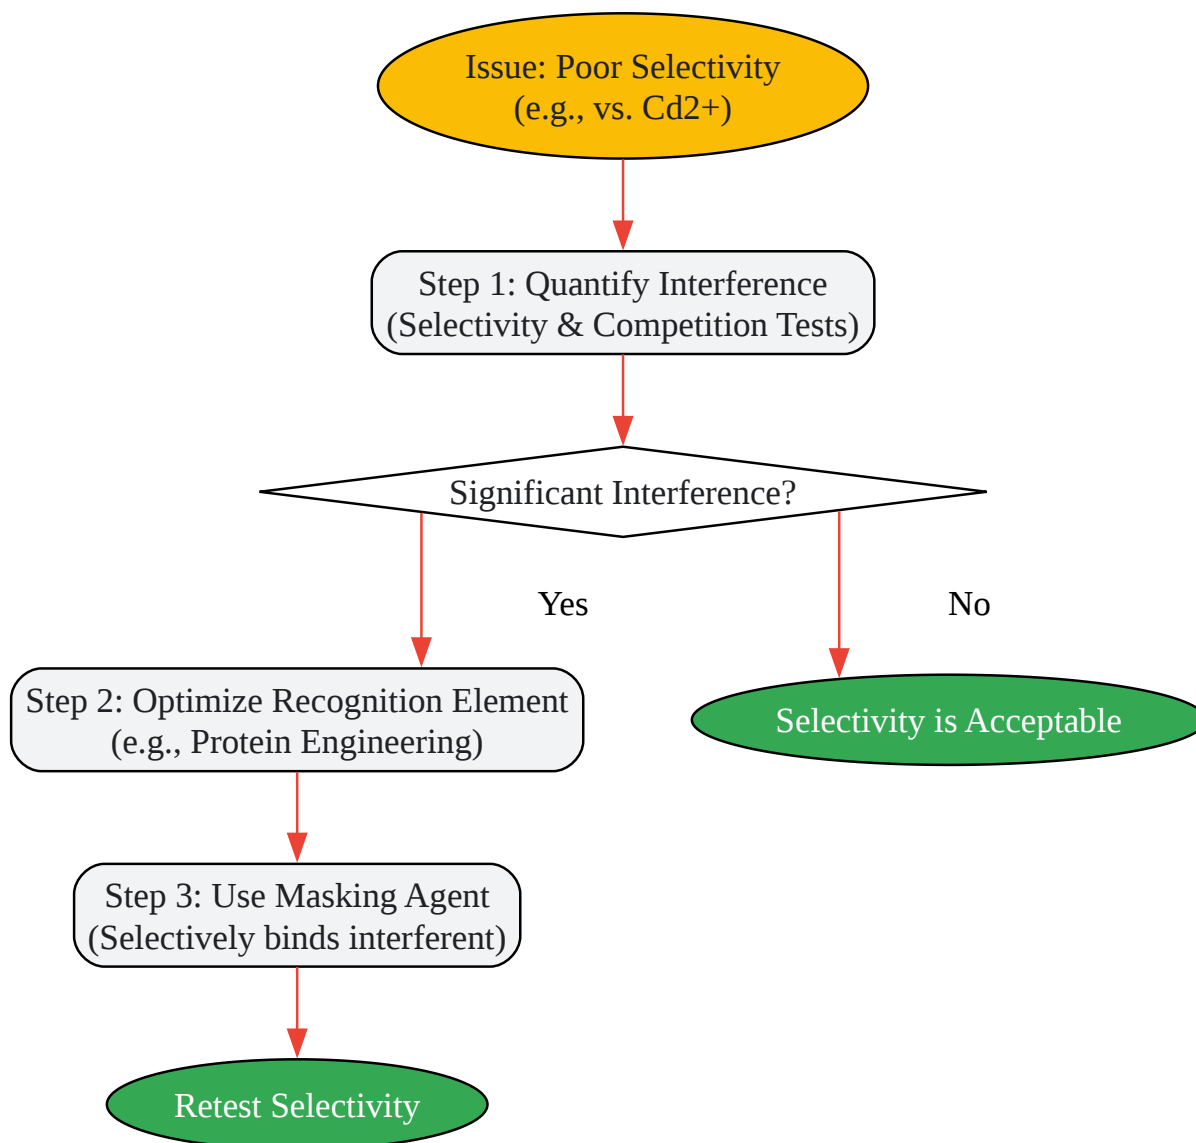 Issue: Poor Selectivity
(e.g., vs. Cd2+)
Step 1: Quantify Interference
(Selectivity & Competition Tests)
Significant Interference?
Yes
No
Step 2: Optimize Recognition Element
(e.g., Protein Engineering)
Selectivity is Acceptable
Step 3: Use Masking Agent
(Selectively binds interferent)
Retest Selectivity